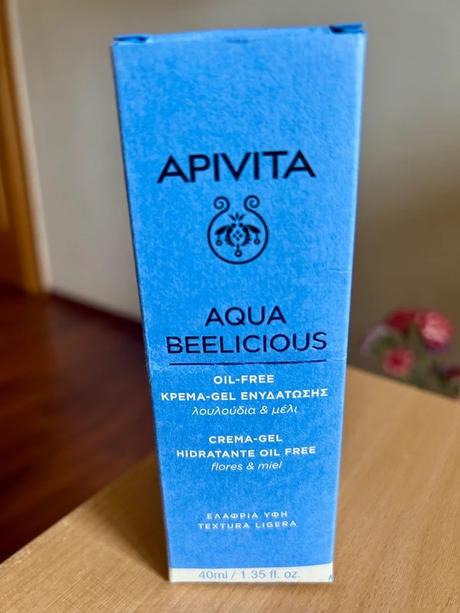 APIVITA
AQUA
BEELICIOUS
OIL-FREE
ΚΡΕΜΑ-GEL ΕΝΥΔΑΤΩΣΗΣ
λουλούδια & μέλι
CREMA-GEL
HIDRATANTE OIL FREE
flores & miel
ΕΛΑΦΡΙΑ ΥΦΗ
TEXTURA LIGERA
40ml / 1.35 fl. oz.